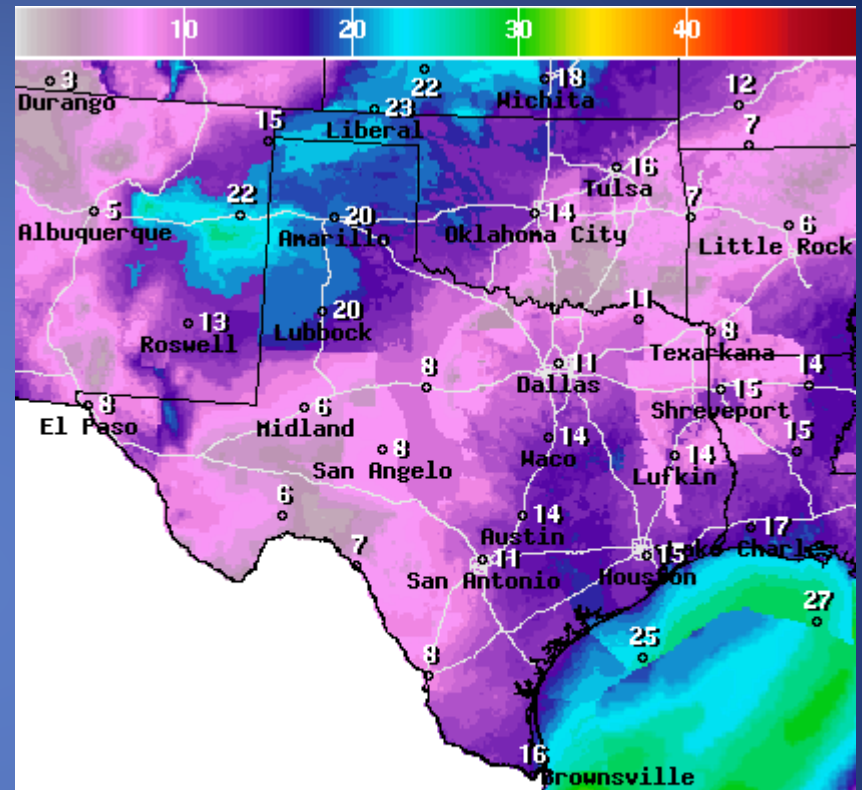 10 20 30 40
3
Durango
22
18
Wichita
12
23
Liberal
15
7
16
Tulsa
5
Albuquerque
22
20
Amarillo
14
Oklahoma City
7
6
Little Rock
13
Roswell
20
Lubbock
11
8
Texarkana
11
Dallas
8
15
Shreveport
14
8
El Paso
6
Midland
8
San Angelo
14
Waco
14
Lufkin
15
6
14
Austin
17
7
11
San Antonio
15
Houston
Lake Charles
27
25
8
16
Brownsville